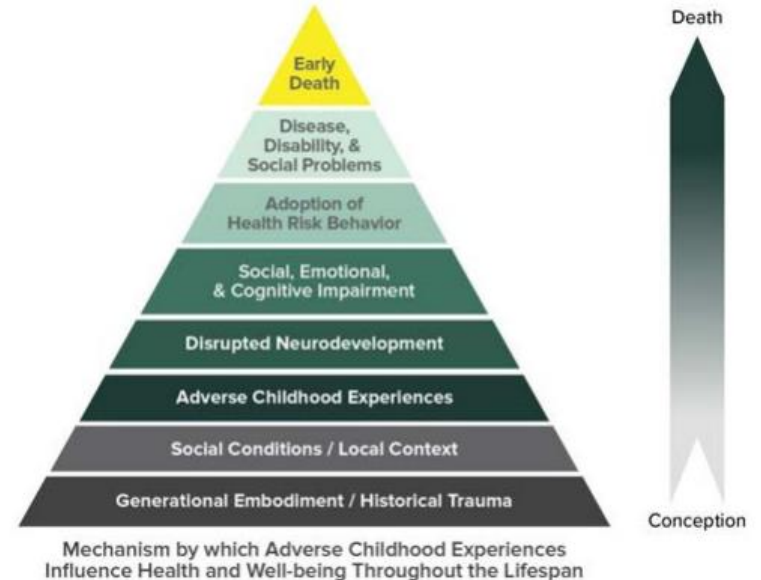 Death
Early
Death
Disease,
Disability, &
Social Problems
Adoption of
Health Risk Behavior
Social, Emotional,
& Cognitive Impairment
Disrupted Neurodevelopment
Adverse Childhood Experiences
Social Conditions / Local Context
Generational Embodiment / Historical Trauma
Conception
Mechanism by which Adverse Childhood Experiences
Influence Health and Well-being Throughout the Lifespan